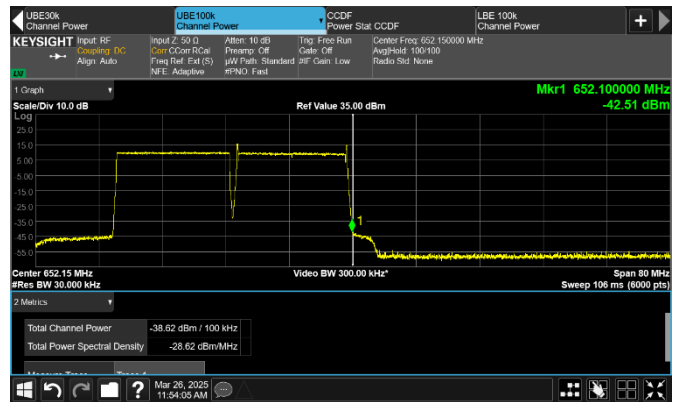 UBE30k
Channel Power
UBE100k
Channel Power
CCDF
Power Stat CCDF
LBE 100k
Channel Power
+
KEYSIGHT
Input: RF
Coupling: DC
Align: Auto
LXI
Input Z: 50 Ω
Corr CCorr RCal
Freq Ref: Ext (S)
NFE: Adaptive
Atten: 10 dB
Preamp: Off
µW Path: Standard
#PNO: Fast
Trig: Free Run
Gate: Off
#IF Gain: Low
Center Freq: 652.150000 MHz
Avg|Hold: 100/100
Radio Std: None
1 Graph
Mkr1 652.100000 MHz
Scale/Div 10.0 dB
Ref Value 35.00 dBm
-42.51 dBm
Log
25.0
15.0
5.00
-5.00
-15.0
-25.0
-35.0
-45.0
-55.0
1
Center 652.15 MHz
Video BW 300.00 kHz*
Span 80 MHz
#Res BW 30.000 kHz
Sweep 106 ms (6000 pts)
2 Metrics
Total Channel Power
-38.62 dBm / 100 kHz
Total Power Spectral Density
-28.62 dBm/MHz
?
Mar 26, 2025
11:54:05 AM